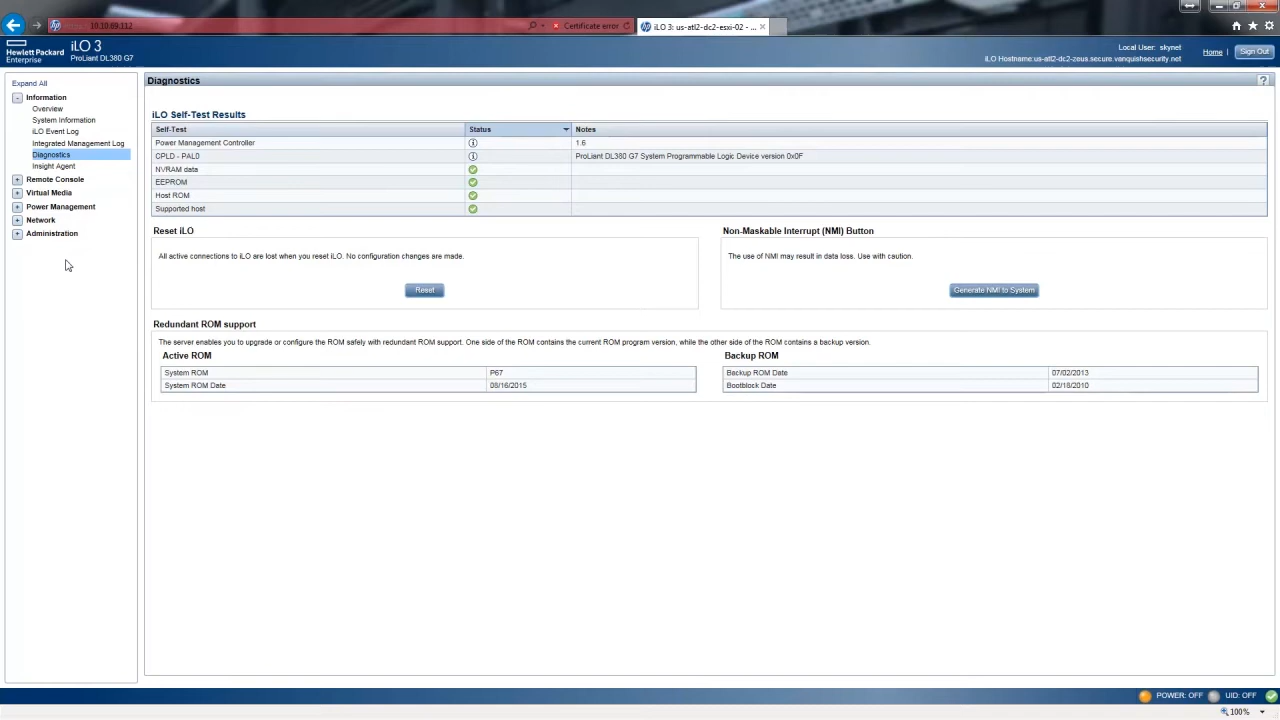 10.10.69.112
Certificate error
iLO 3: us-atl2-dc2-esxi-02 - ...
Hewlett Packard
Enterprise
iLO 3
ProLiant DL380 G7
Local User: skynet
iLO Hostname:us-atl2-dc2-zeus.secure.vanquishsecurity.net
Home
Sign Out
Expand All
Information
Overview
System Information
iLO Event Log
Integrated Management Log
Diagnostics
Insight Agent
Remote Console
Virtual Media
Power Management
Network
Administration
Diagnostics
?
iLO Self-Test Results
Self-Test Status Notes
Power Management Controller 1.6
CPLD - PAL0 ProLiant DL380 G7 System Programmable Logic Device version 0x0F
NVRAM data
EEPROM
Host ROM
Supported host
Reset iLO
All active connections to iLO are lost when you reset iLO. No configuration changes are made.
Reset
Non-Maskable Interrupt (NMI) Button
The use of NMI may result in data loss. Use with caution.
Generate NMI to System
Redundant ROM support
The server enables you to upgrade or configure the ROM safely with redundant ROM support. One side of the ROM contains the current ROM program version, while the other side of the ROM contains a backup version.
Active ROM
System ROM P67
System ROM Date 08/16/2015
Backup ROM
Backup ROM Date 07/02/2013
Bootblock Date 02/18/2010
POWER: OFF
UID: OFF
100%